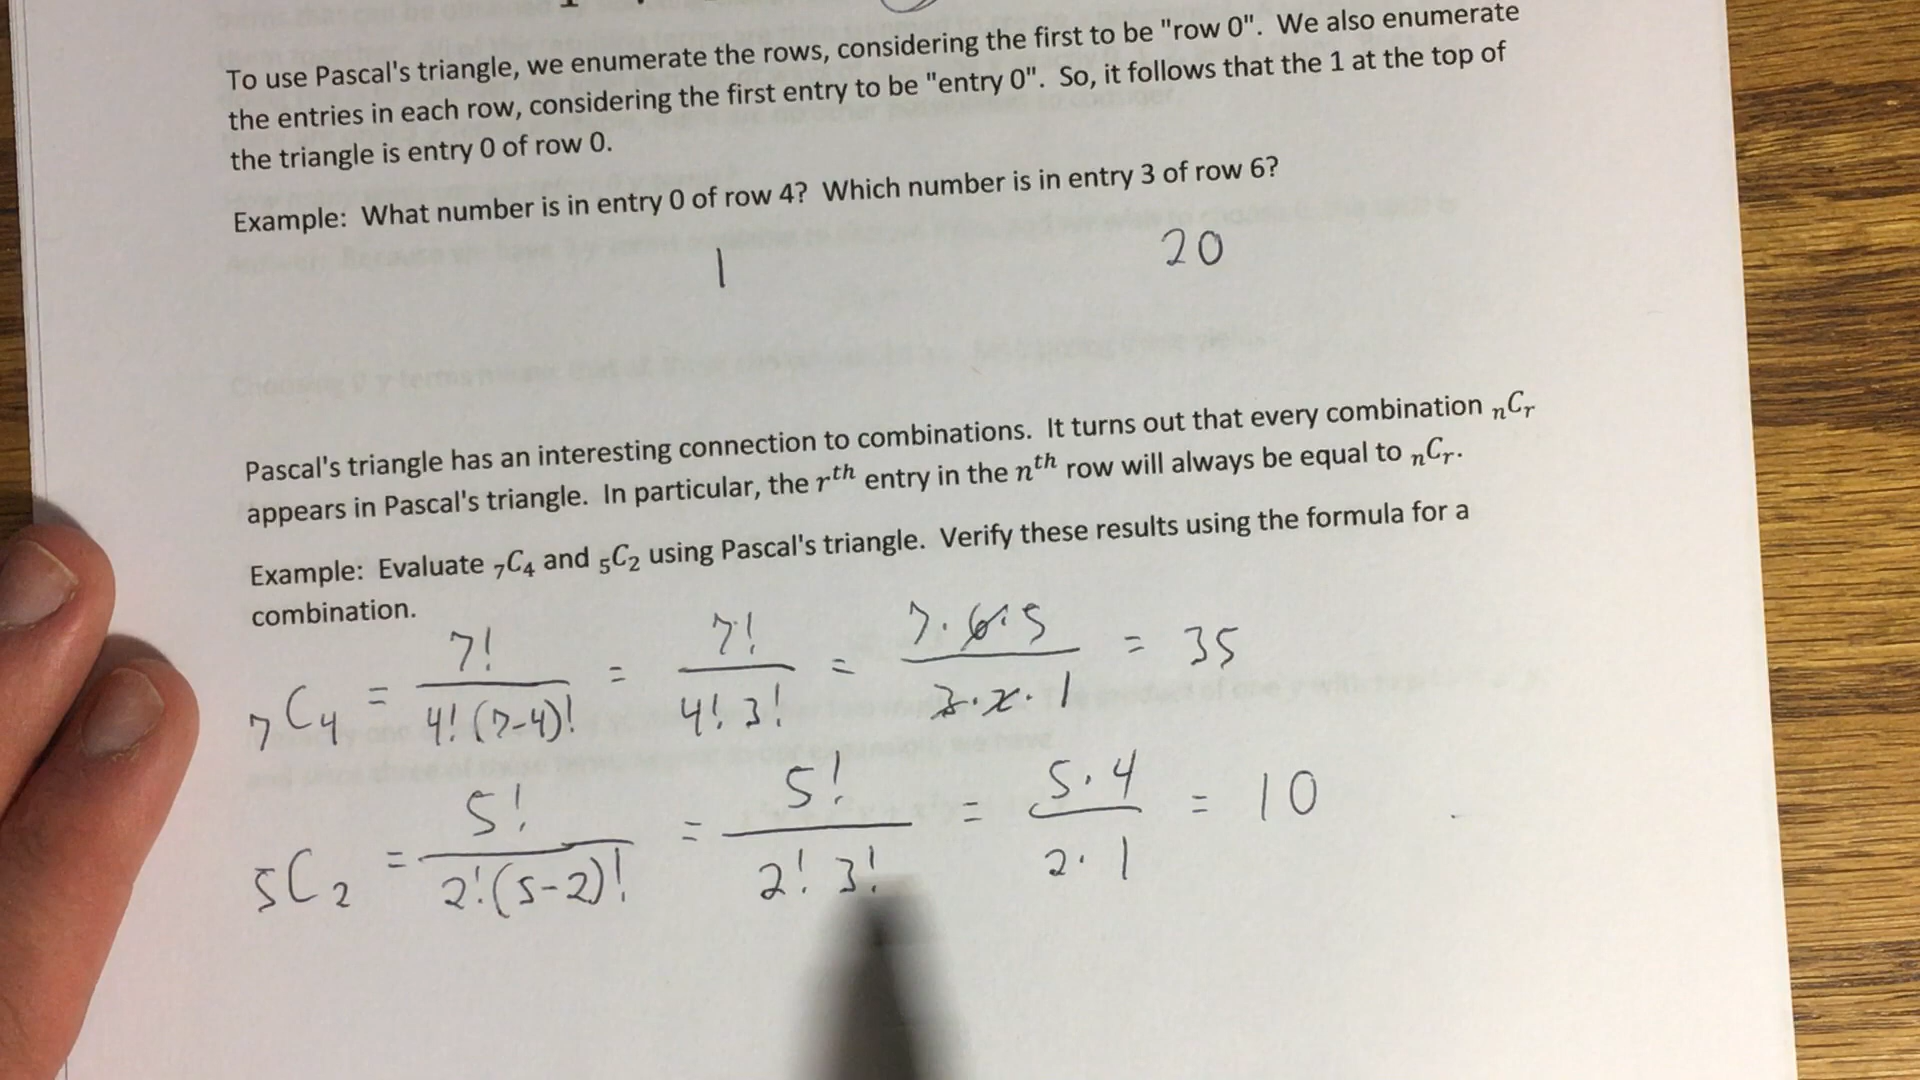 To use Pascal's triangle, we enumerate the rows, considering the first to be "row 0". We also enumerate
the entries in each row, considering the first entry to be "entry 0". So, it follows that the 1 at the top of
the triangle is entry 0 of row 0.
Example: What number is in entry 0 of row 4? Which number is in entry 3 of row 6?
1 20
Pascal's triangle has an interesting connection to combinations. It turns out that every combination ₙCᵣ
appears in Pascal's triangle. In particular, the rᵗʰ entry in the nᵗʰ row will always be equal to ₙCᵣ.
Example: Evaluate ₇C₄ and ₅C₂ using Pascal's triangle. Verify these results using the formula for a
combination.
₇C₄ = 7! / 4!(7-4)! = 7! / 4! 3! = 7·6·5 / 3·2·1 = 35
₅C₂ = 5! / 2!(5-2)! = 5! / 2! 3! = 5·4 / 2·1 = 10